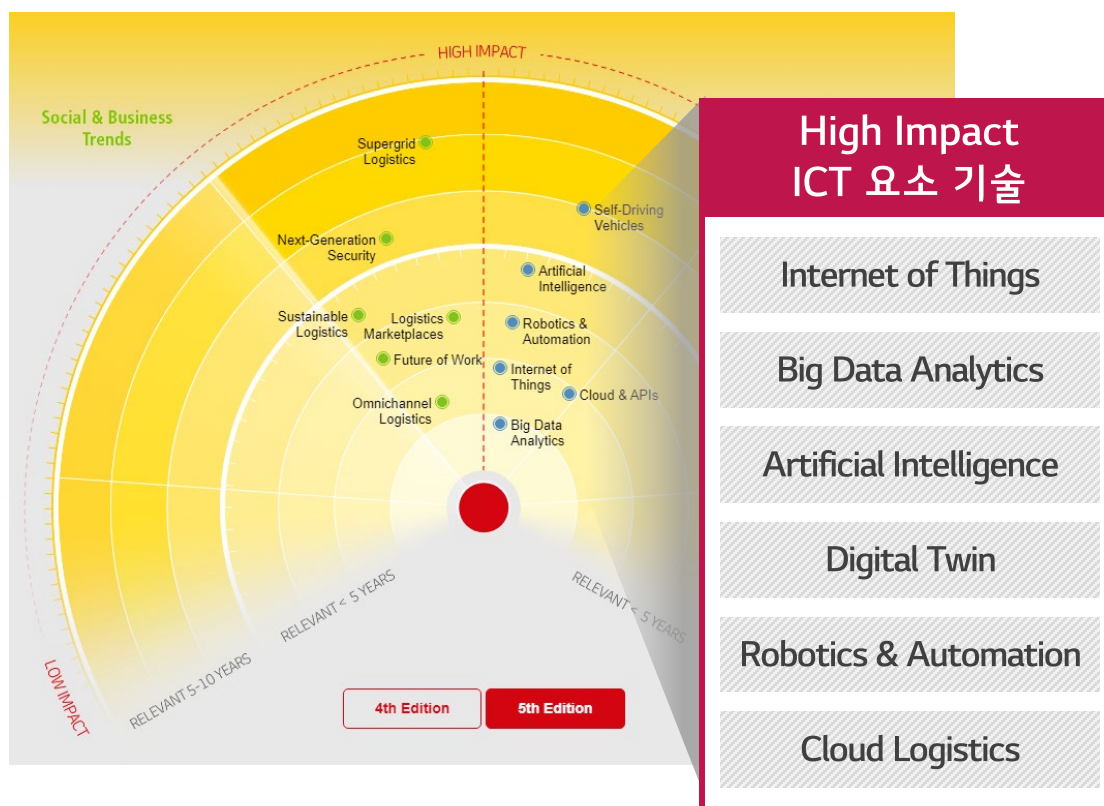 HIGH IMPACT
Social & Business
Trends
Supergrid
Logistics
Self-Driving
Vehicles
Next-Generation
Security
Artificial
Intelligence
Sustainable
Logistics
Logistics
Marketplaces
Robotics &
Automation
Future of Work
Internet of
Things
Cloud & APIs
Omnichannel
Logistics
Big Data
Analytics
RELEVANT < 5 YEARS
RELEVANT < 5 YEARS
RELEVANT 5-10 YEARS
LOW IMPACT
4th Edition
5th Edition
High Impact
ICT 요소 기술
Internet of Things
Big Data Analytics
Artificial Intelligence
Digital Twin
Robotics & Automation
Cloud Logistics